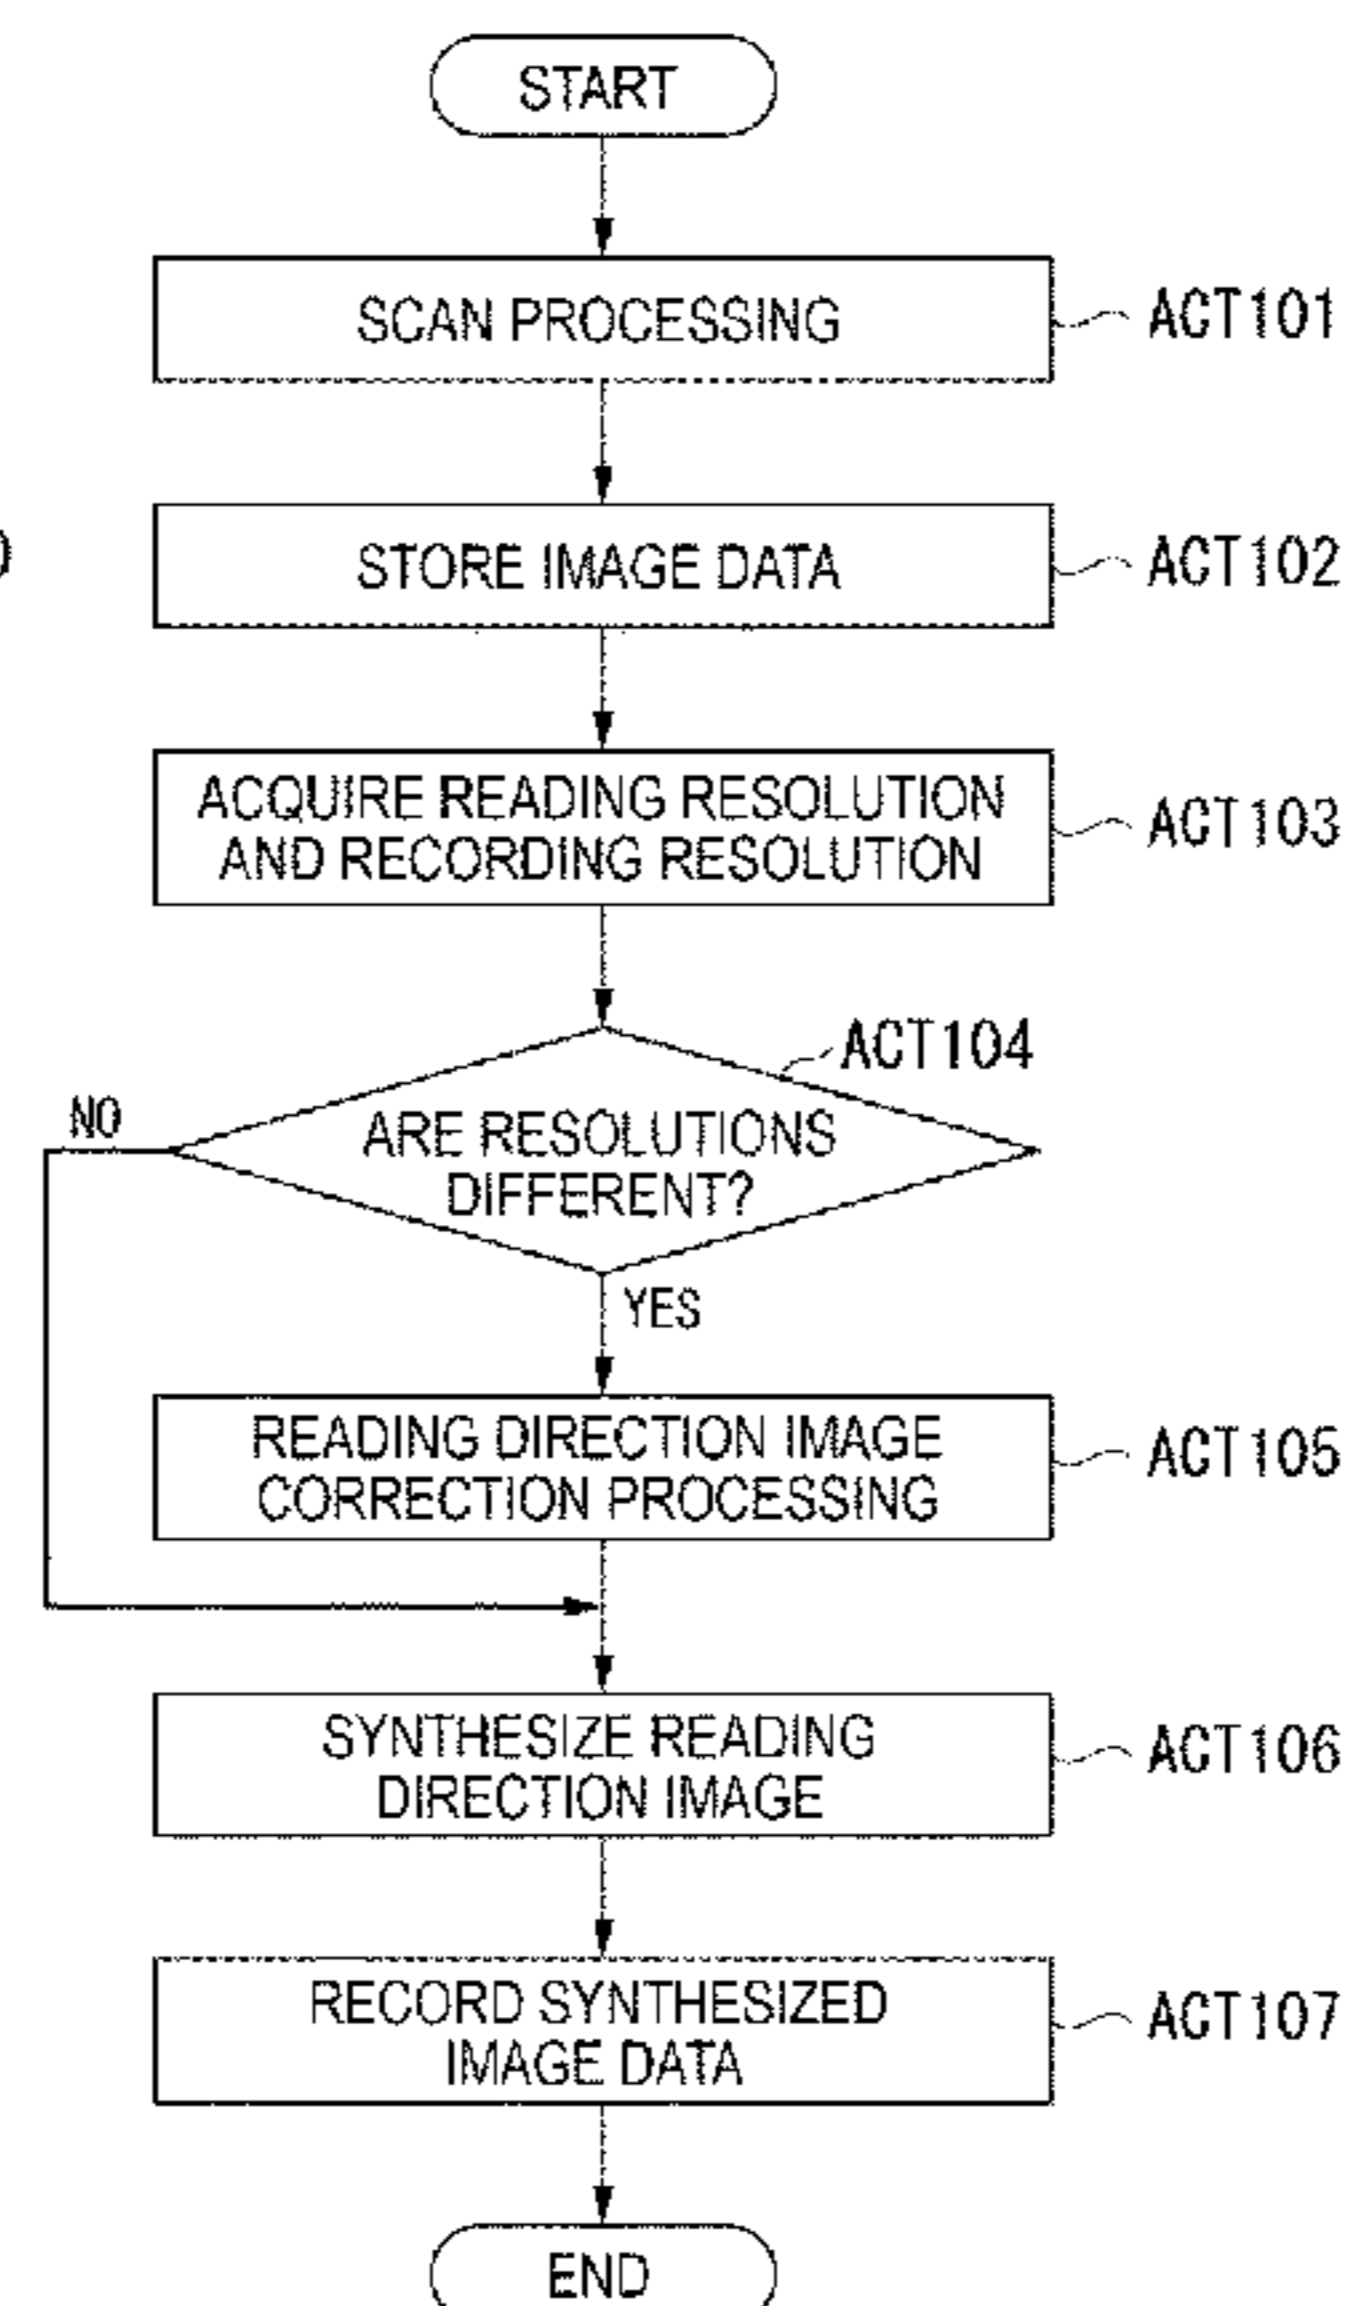 START
SCAN PROCESSING
ACT101
STORE IMAGE DATA
ACT102
ACQUIRE READING RESOLUTION
AND RECORDING RESOLUTION
ACT103
ACT104
NO
ARE RESOLUTIONS
DIFFERENT?
YES
READING DIRECTION IMAGE
CORRECTION PROCESSING
ACT105
SYNTHESIZE READING
DIRECTION IMAGE
ACT106
RECORD SYNTHESIZED
IMAGE DATA
ACT107
END